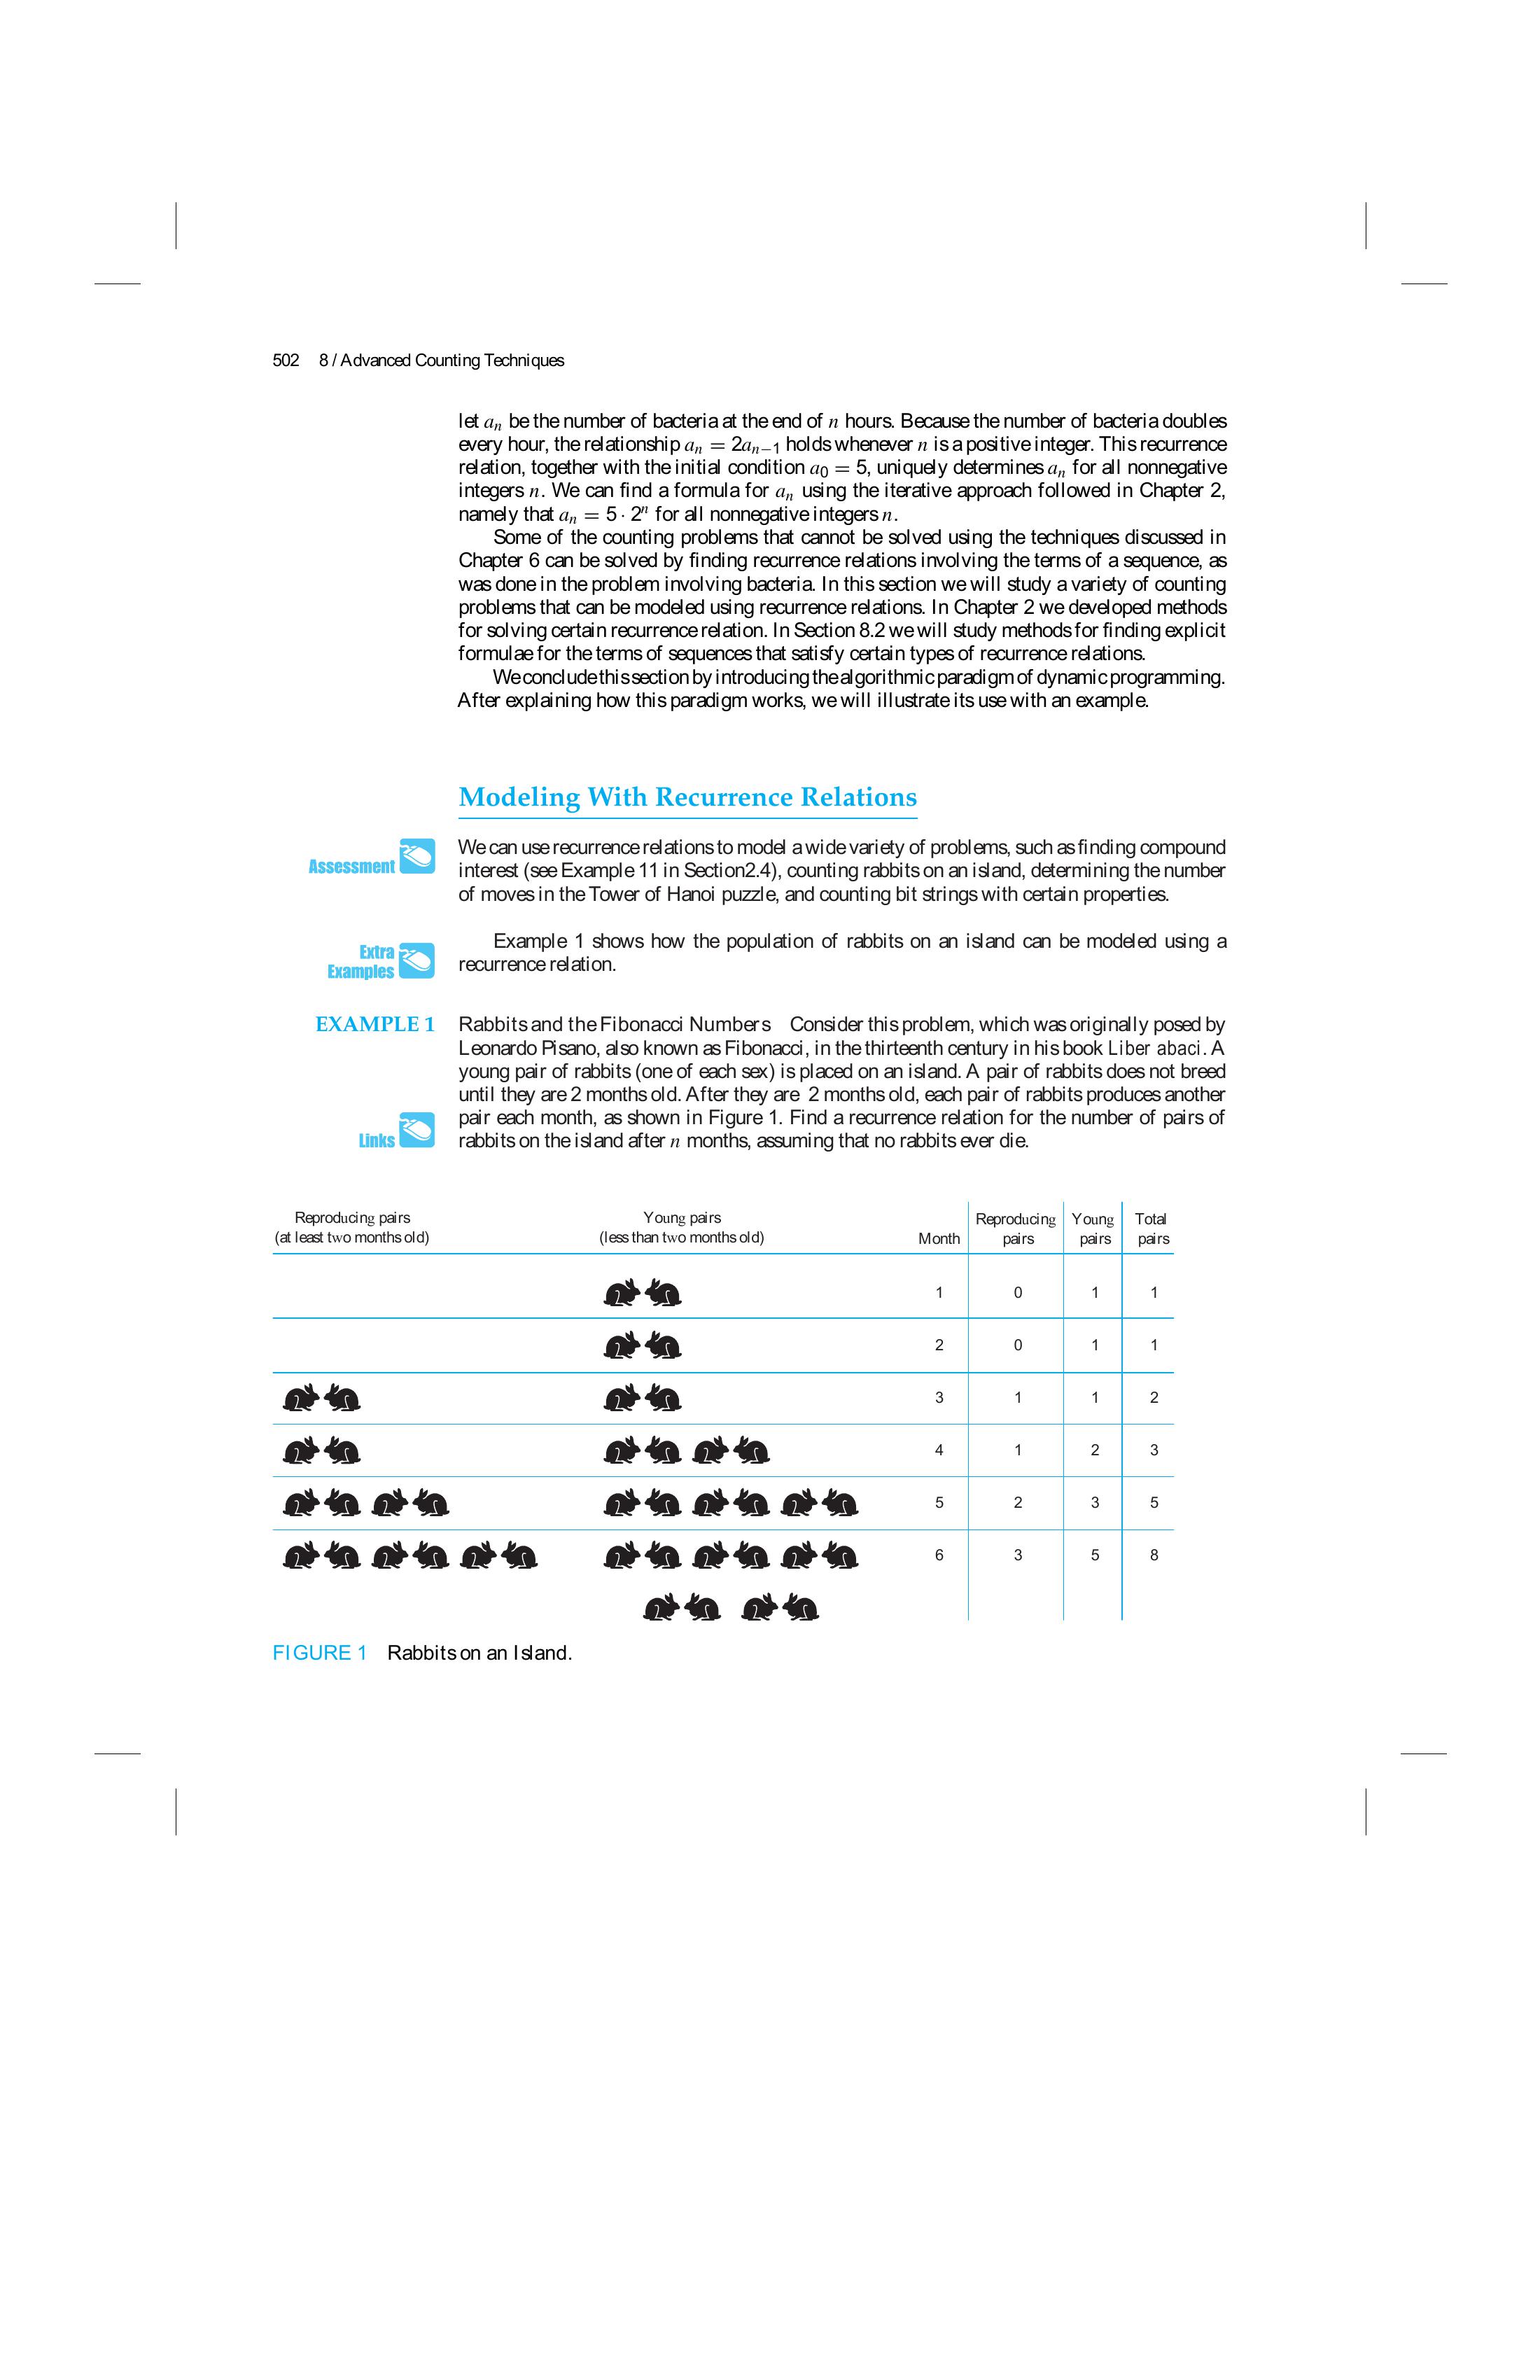 502 8 / Advanced Counting Techniques
let aₙ be the number of bacteria at the end of n hours. Because the number of bacteria doubles
every hour, the relationship aₙ = 2aₙ₋₁ holds whenever n is a positive integer. This recurrence
relation, together with the initial condition a₀ = 5, uniquely determines aₙ for all nonnegative
integers n. We can find a formula for aₙ using the iterative approach followed in Chapter 2,
namely that aₙ = 5 · 2ⁿ for all nonnegative integers n.
Some of the counting problems that cannot be solved using the techniques discussed in
Chapter 6 can be solved by finding recurrence relations involving the terms of a sequence, as
was done in the problem involving bacteria. In this section we will study a variety of counting
problems that can be modeled using recurrence relations. In Chapter 2 we developed methods
for solving certain recurrence relation. In Section 8.2 we will study methods for finding explicit
formulae for the terms of sequences that satisfy certain types of recurrence relations.
We conclude this section by introducing the algorithmic paradigm of dynamic programming.
After explaining how this paradigm works, we will illustrate its use with an example.
Modeling With Recurrence Relations
Assessment
We can use recurrence relations to model a wide variety of problems, such as finding compound
interest (see Example 11 in Section 2.4), counting rabbits on an island, determining the number
of moves in the Tower of Hanoi puzzle, and counting bit strings with certain properties.
Extra
Examples
Example 1 shows how the population of rabbits on an island can be modeled using a
recurrence relation.
EXAMPLE 1 Rabbits and the Fibonacci Numbers Consider this problem, which was originally posed by
Leonardo Pisano, also known as Fibonacci, in the thirteenth century in his book Liber abaci. A
young pair of rabbits (one of each sex) is placed on an island. A pair of rabbits does not breed
until they are 2 months old. After they are 2 months old, each pair of rabbits produces another
pair each month, as shown in Figure 1. Find a recurrence relation for the number of pairs of
Links rabbits on the island after n months, assuming that no rabbits ever die.
Reproducing pairs
(at least two months old)
Young pairs
(less than two months old)
Month
Reproducing
pairs
Young
pairs
Total
pairs
1 0 1 1
2 0 1 1
3 1 1 2
4 1 2 3
5 2 3 5
6 3 5 8
FIGURE 1 Rabbits on an Island.